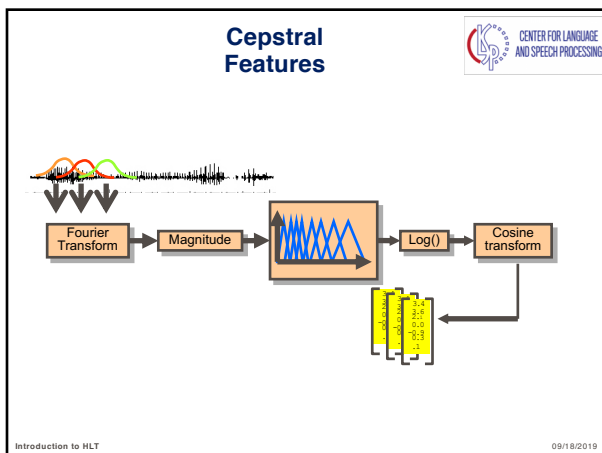 Cepstral
Features
CENTER FOR LANGUAGE
AND SPEECH PROCESSING
Fourier
Transform
Magnitude
Log()
Cosine
transform
3.4
3.6
2.1
0.0
-0.9
0.3
.1
Introduction to HLT
09/18/2019